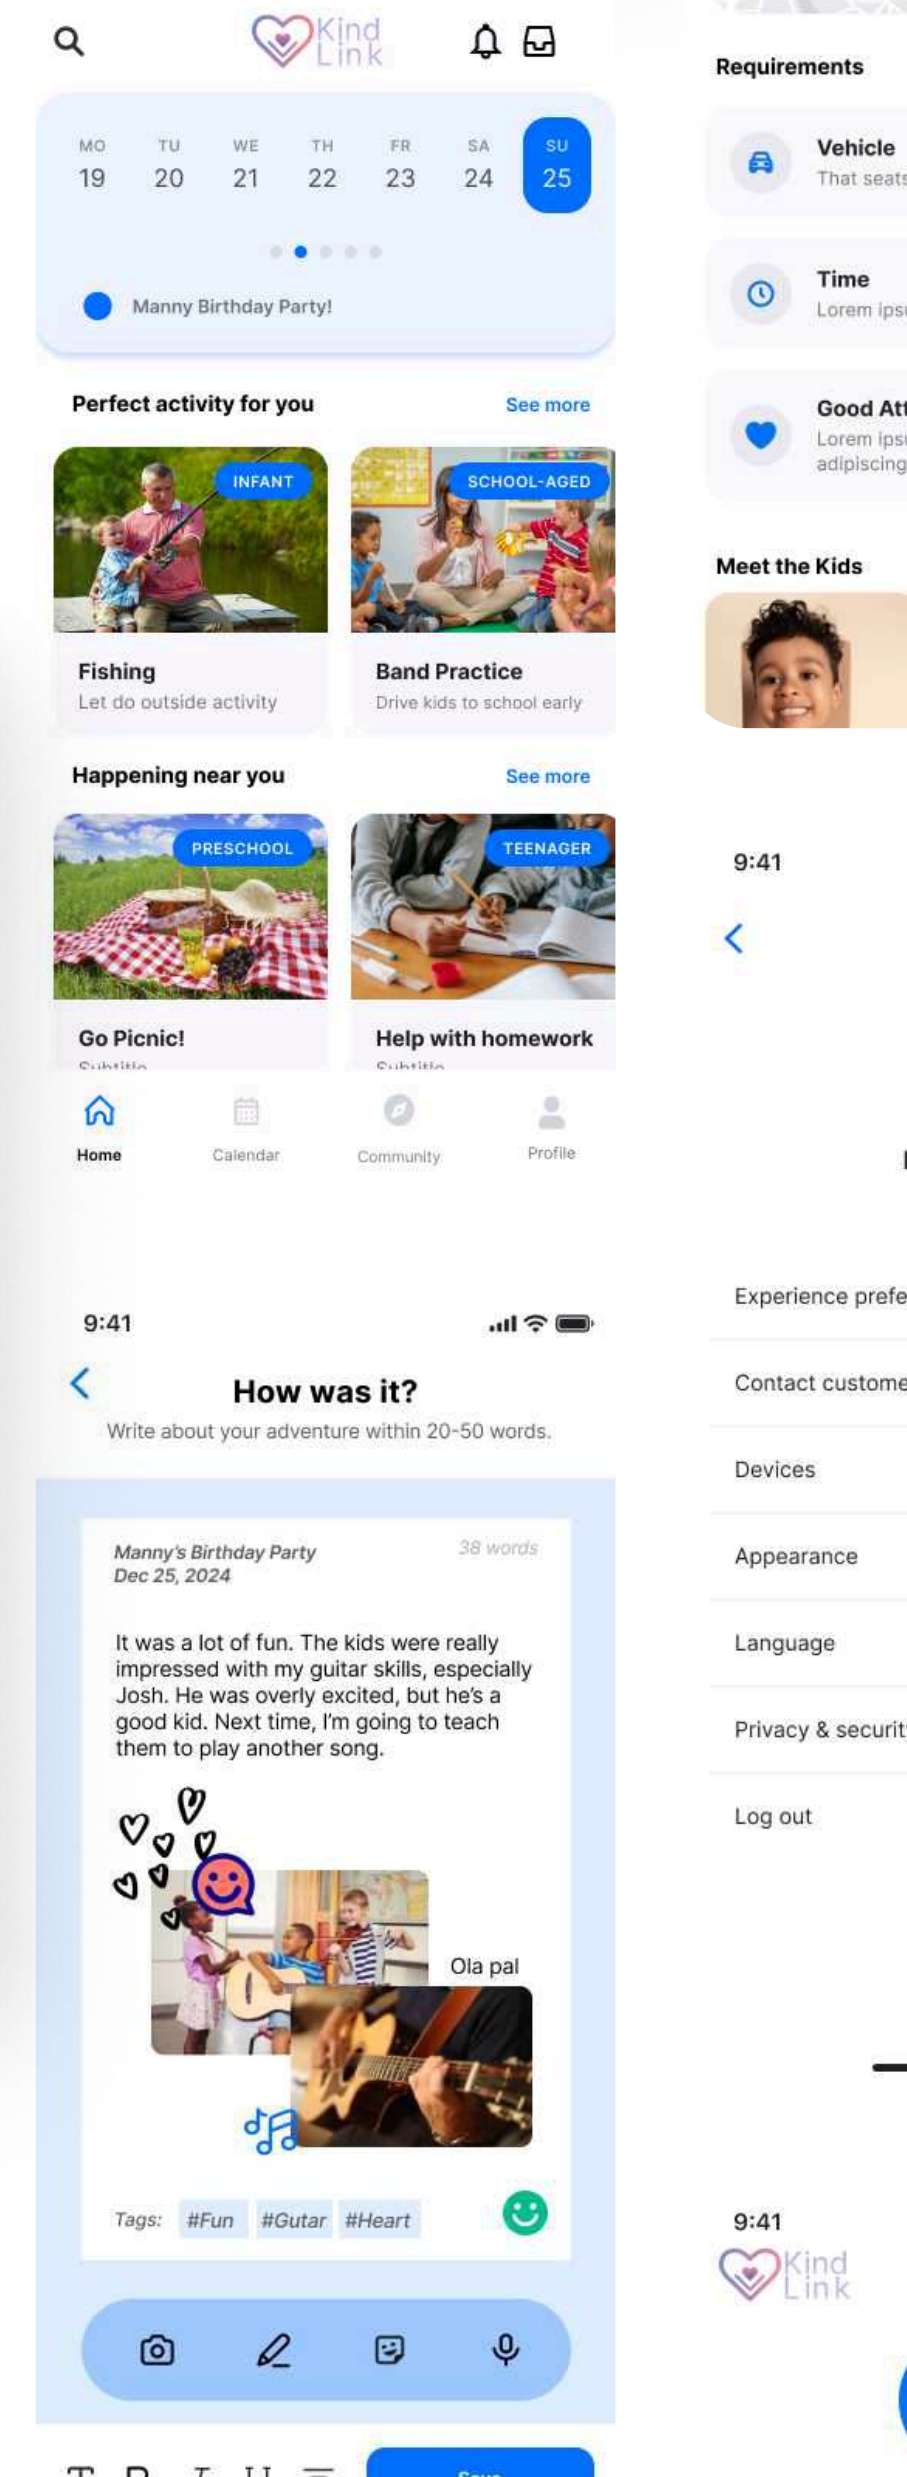 Kind
Link
MO TU WE TH FR SA SU
19 20 21 22 23 24 25
Manny Birthday Party!
Perfect activity for you See more
INFANT SCHOOL-AGED
Fishing Band Practice
Let do outside activity Drive kids to school early
Happening near you See more
PRESCHOOL TEENAGER
Go Picnic! Help with homework
Subtitle Subtitle
Home Calendar Community Profile
9:41
How was it?
Write about your adventure within 20-50 words.
Manny's Birthday Party 38 words
Dec 25, 2024
It was a lot of fun. The kids were really
impressed with my guitar skills, especially
Josh. He was overly excited, but he's a
good kid. Next time, I'm going to teach
them to play another song.
Ola pal
Tags: #Fun #Gutar #Heart
Save
Requirements
Vehicle
That seats
Time
Lorem ips
Good Att
Lorem ips
adipiscing
Meet the Kids
9:41
Experience prefe
Contact custome
Devices
Appearance
Language
Privacy & securit
Log out
9:41
Kind
Link